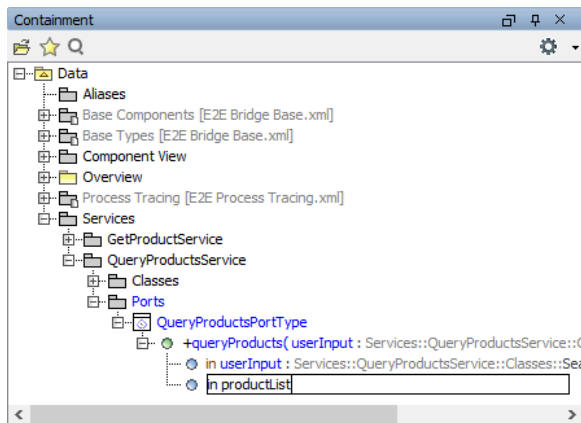 Containment
Data
Aliases
Base Components [E2E Bridge Base.xml]
Base Types [E2E Bridge Base.xml]
Component View
Overview
Process Tracing [E2E Process Tracing.xml]
Services
GetProductService
QueryProductsService
Classes
Ports
QueryProductsPortType
+queryProducts( userInput : Services::QueryProductsService::C
in userInput : Services::QueryProductsService::Classes::Sea
in productList